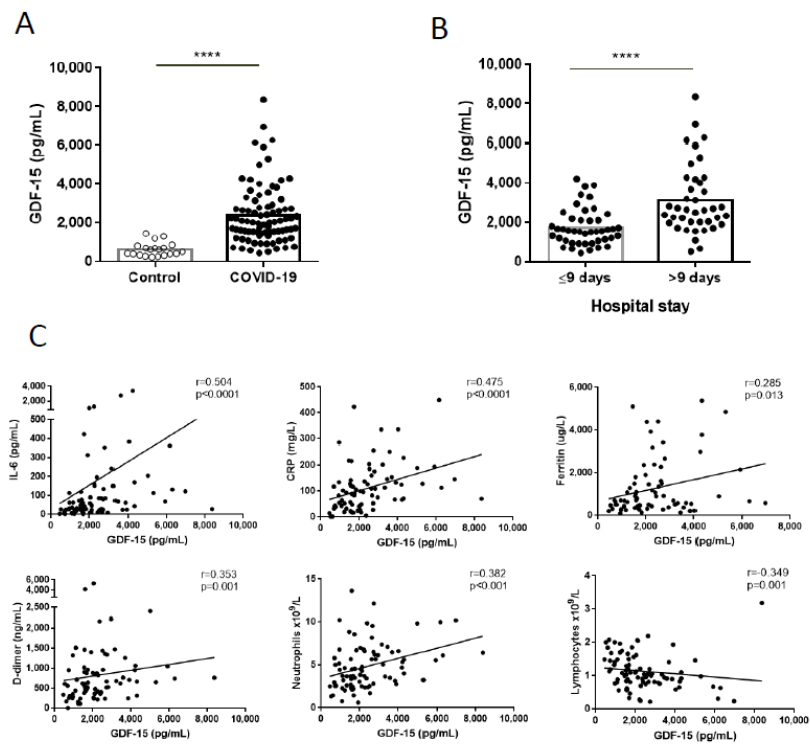 A
****
10,000
8,000
6,000
4,000
2,000
0
GDF-15 (pg/mL)
Control
COVID-19
B
****
10,000
8,000
6,000
4,000
2,000
0
GDF-15 (pg/mL)
≤9 days
>9 days
Hospital stay
C
r=0.504
p<0.0001
4,000
2,000
600
500
400
300
200
100
0
IL-6 (pg/mL)
0
2,000
4,000
6,000
8,000
10,000
GDF-15 (pg/mL)
r=0.475
p<0.0001
500
400
300
200
100
0
CRP (mg/L)
0
2,000
4,000
6,000
8,000
10,000
GDF-15 (pg/mL)
r=0.285
p=0.013
6,000
4,000
2,000
0
Ferritin (ug/L)
0
2,000
4,000
6,000
8,000
10,000
GDF-15 (pg/mL)
r=0.353
p=0.001
6,000
4,000
2,500
2,000
1,500
1,000
500
0
D-dimer (ng/mL)
0
2,000
4,000
6,000
8,000
10,000
GDF-15 (pg/mL)
r=0.382
p<0.001
15
10
5
0
Neutrophils x10⁹/L
0
2,000
4,000
6,000
8,000
10,000
GDF-15 (pg/mL)
r=-0.349
p=0.001
4
2
1
0
Lymphocytes x10⁹/L
0
2,000
4,000
6,000
8,000
10,000
GDF-15 (pg/mL)